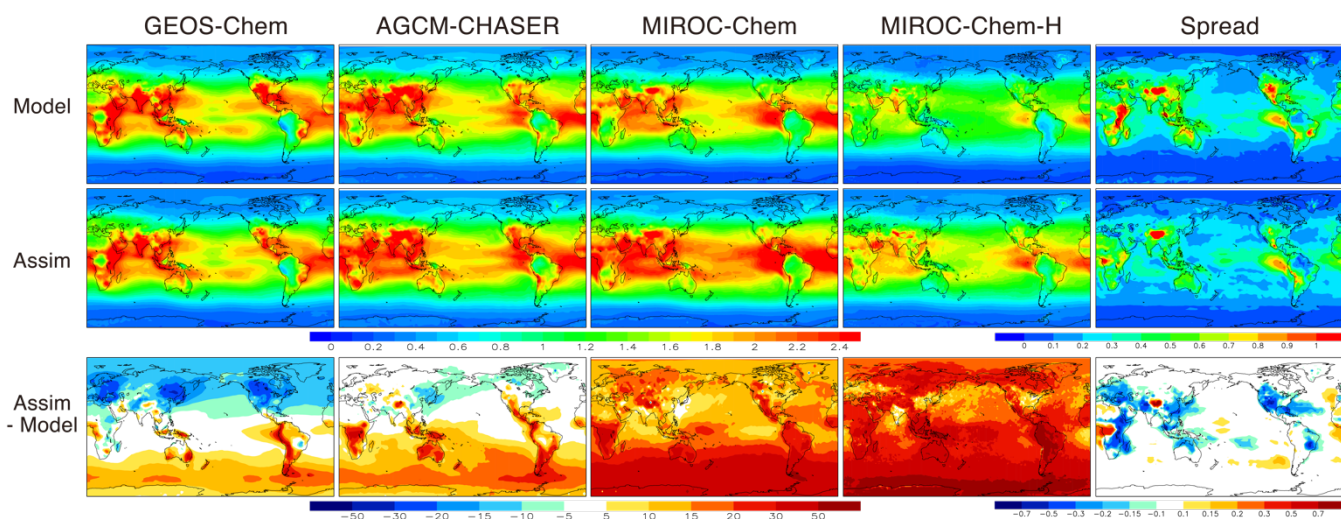 GEOS-Chem AGCM-CHASER MIROC-Chem MIROC-Chem-H Spread
Model
Assim
0 0.2 0.4 0.6 0.8 1 1.2 1.4 1.6 1.8 2 2.2 2.4
0 0.1 0.2 0.3 0.4 0.5 0.6 0.7 0.8 0.9
Assim
- Model
-50 -30 -20 -15 -10 -5 5 10 15 20 30 50
-0.7 -0.5 -0.3 -0.2 -0.15 -0.1 0.1 0.15 0.2 0.3 0.5 0.7